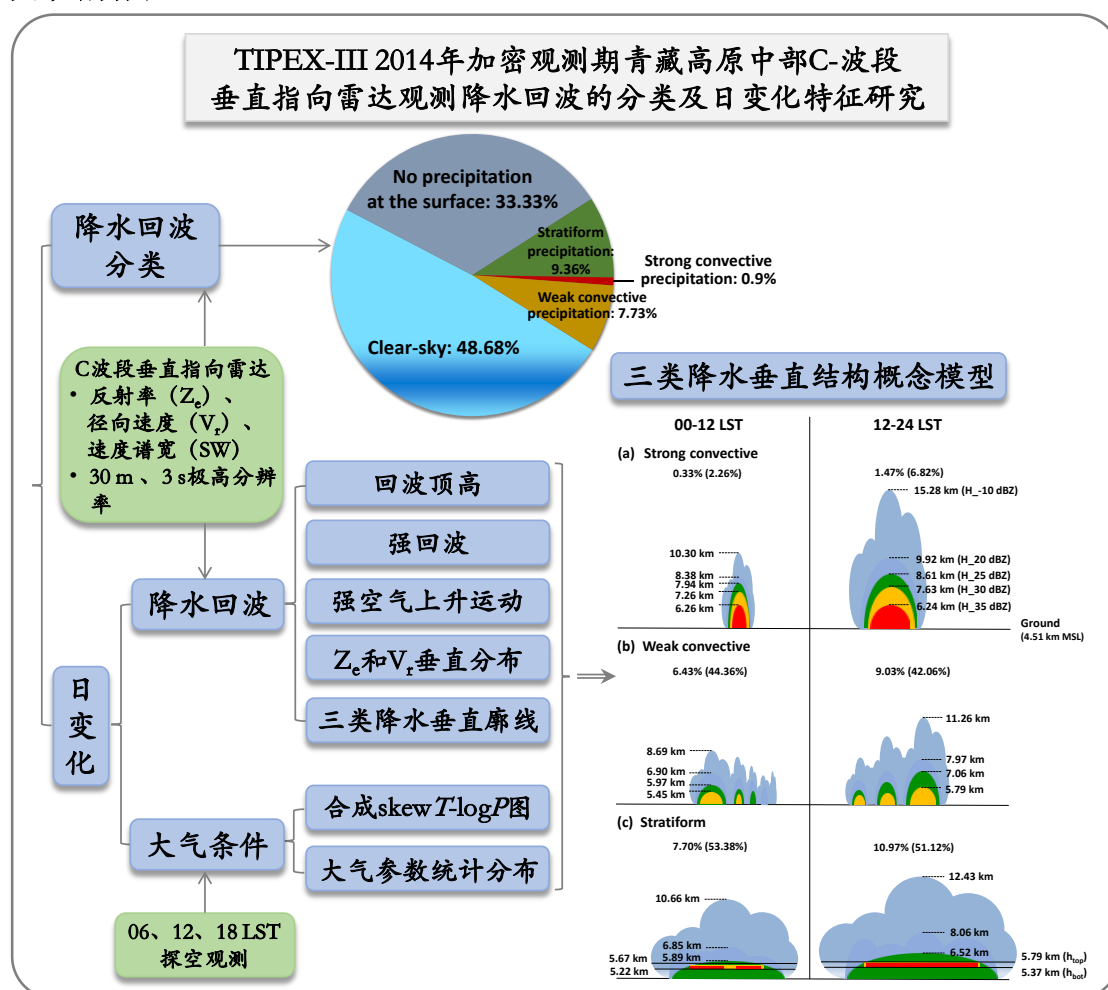 TIPEX-III 2014年加密观测期青藏高原中部C-波段
垂直指向雷达观测降水回波的分类及日变化特征研究
降水回波
分类
No precipitation
at the surface: 33.33%
Stratiform
precipitation:
9.36%
Strong convective
precipitation: 0.9%
Weak convective
precipitation: 7.73%
Clear-sky: 48.68%
C波段垂直指向雷达
• 反射率（Ze）、
径向速度（Vr）、
速度谱宽（SW）
• 30 m 、3 s极高分辨
率
日
变
化
降水回波
回波顶高
强回波
强空气上升运动
Ze和Vr垂直分布
三类降水垂直廓线
大气条件
合成skew T-logP图
大气参数统计分布
06、12、18 LST
探空观测
三类降水垂直结构概念模型
00-12 LST
12-24 LST
(a) Strong convective
0.33% (2.26%)
1.47% (6.82%)
10.30 km
8.38 km
7.94 km
7.26 km
6.26 km
15.28 km (H_-10 dBZ)
9.92 km (H_20 dBZ)
8.61 km (H_25 dBZ)
7.63 km (H_30 dBZ)
6.24 km (H_35 dBZ)
Ground
(4.51 km MSL)
(b) Weak convective
6.43% (44.36%)
9.03% (42.06%)
8.69 km
6.90 km
5.97 km
5.45 km
11.26 km
7.97 km
7.06 km
5.79 km
(c) Stratiform
7.70% (53.38%)
10.97% (51.12%)
10.66 km
6.85 km
5.89 km
5.67 km
5.22 km
12.43 km
8.06 km
6.52 km
5.79 km (htop)
5.37 km (hbot)